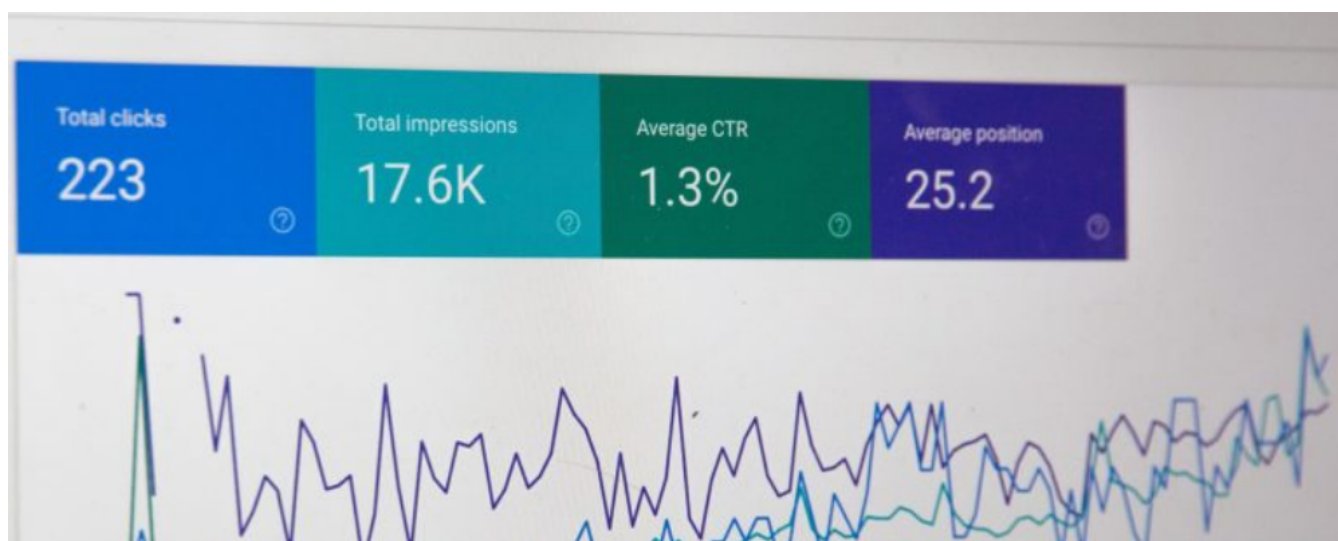 Total clicks
223
Total impressions
17.6K
Average CTR
1.3%
Average position
25.2